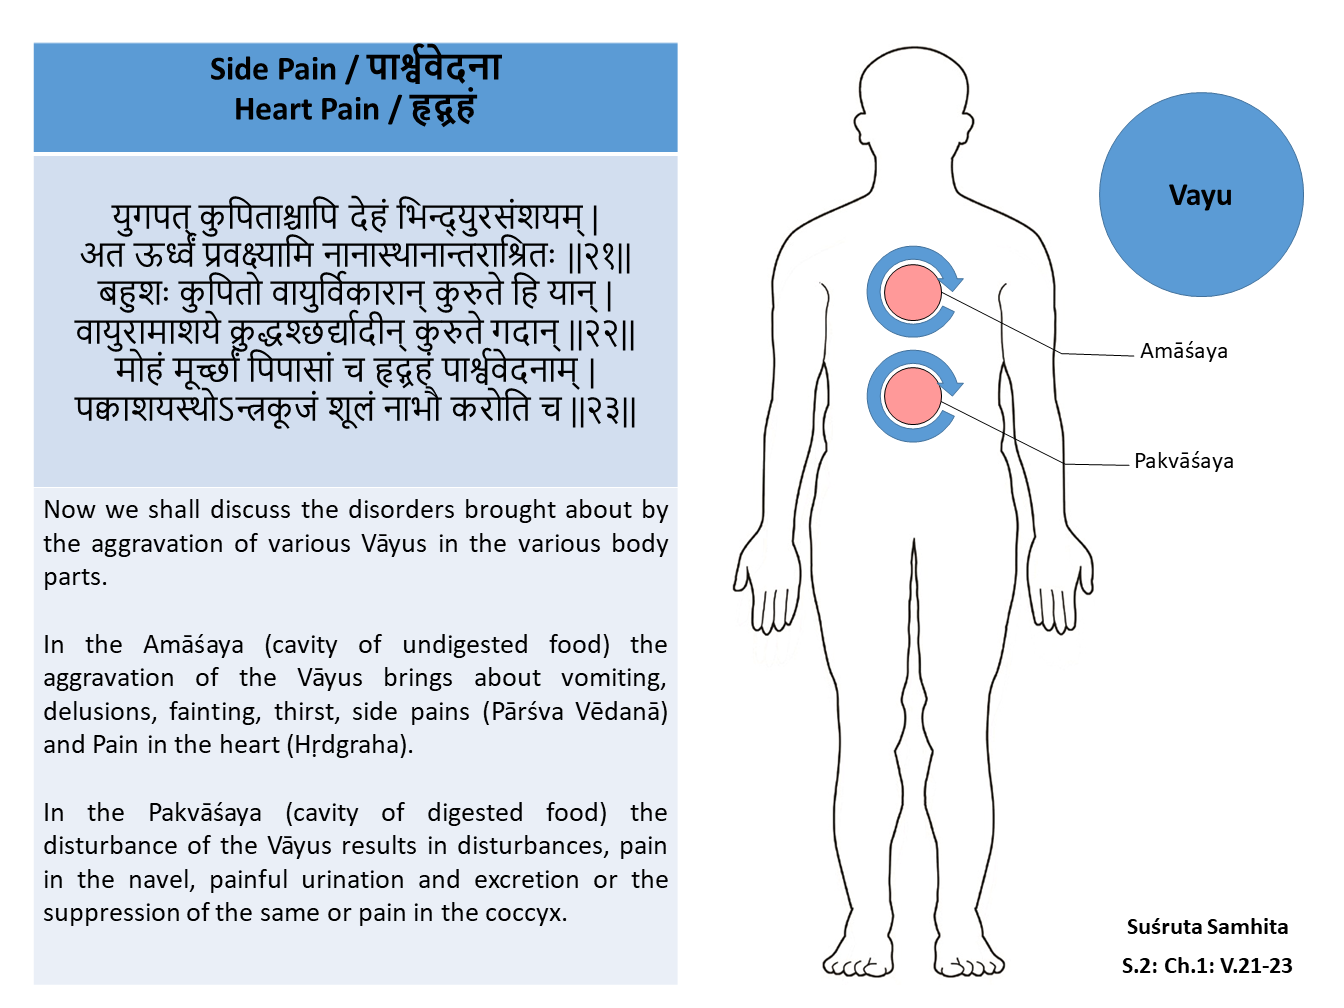 Side Pain / पार्श्ववेदना
Heart Pain / हृद्ग्रहं
युगपत् कुपिताश्चापि देहं भिन्द्युरसंशयम् |
अत ऊर्ध्वं प्रवक्ष्यामि नानास्थानान्तराश्रितः ||२१||
बहुशः कुपितो वायुर्विकारान् कुरुते हि यान् |
वायुरामाशये क्रुद्धश्छर्द्यादीन् कुरुते गदान् ||२२||
मोहं मूर्च्छां पिपासां च हृद्ग्रहं पार्श्ववेदनाम् |
पक्वाशयस्थोऽन्त्रकूजं शूलं नाभौ करोति च ||२३||
Now we shall discuss the disorders brought about by
the aggravation of various Vāyus in the various body
parts.
In the Amāśaya (cavity of undigested food) the
aggravation of the Vāyus brings about vomiting,
delusions, fainting, thirst, side pains (Pārśva Vēdanā)
and Pain in the heart (Hṛdgraha).
In the Pakvāśaya (cavity of digested food) the
disturbance of the Vāyus results in disturbances, pain
in the navel, painful urination and excretion or the
suppression of the same or pain in the coccyx.
Vayu
Amāśaya
Pakvāśaya
Suśruta Samhita
S.2: Ch.1: V.21-23